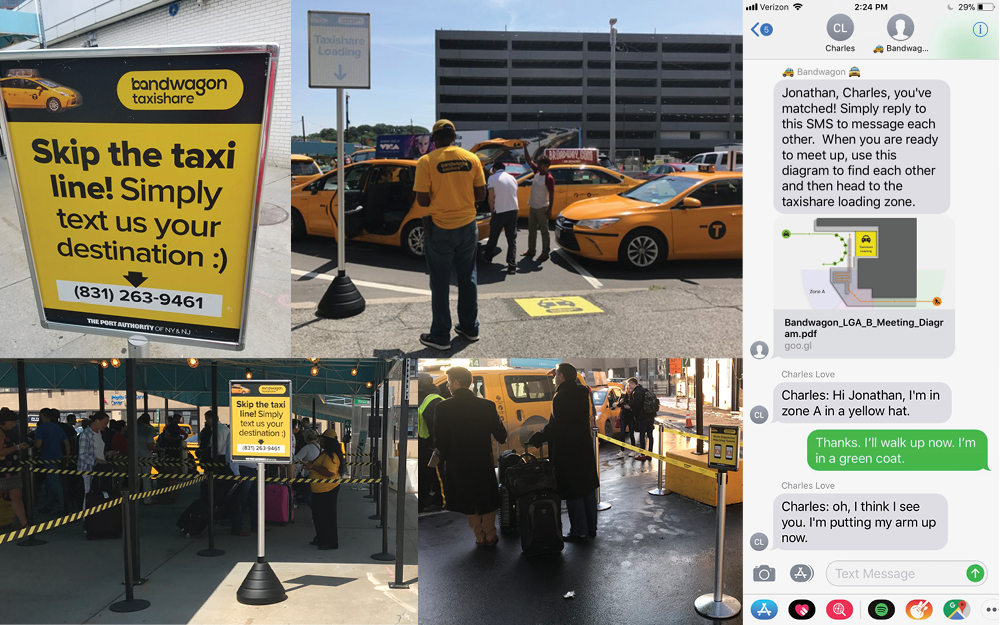 bandwagon
taxishare
Skip the taxi
line! Simply
text us your
destination :)
(831) 263-9461
THE PORT AUTHORITY OF NY & NJ
Taxishare
Loading
BROADWAY.COM
T
Skip the taxi
line! Simply
text us your
destination :)
(831) 263-9461
Verizon
2:24 PM
29%
5
CL
Charles
Bandwag...
Bandwagon
Jonathan, Charles, you've
matched! Simply reply to
this SMS to message each
other. When you are ready
to meet up, use this
diagram to find each other
and then head to the
taxishare loading zone.
Taxishare
Loading
Zone A
Bandwagon_LGA_B_Meeting_Diagr
am.pdf
goo.gl
Charles Love
Charles: Hi Jonathan, I'm in
zone A in a yellow hat.
CL
Thanks. I'll walk up now. I'm
in a green coat.
Charles Love
Charles: oh, I think I see
you. I'm putting my arm up
now.
CL
Text Message